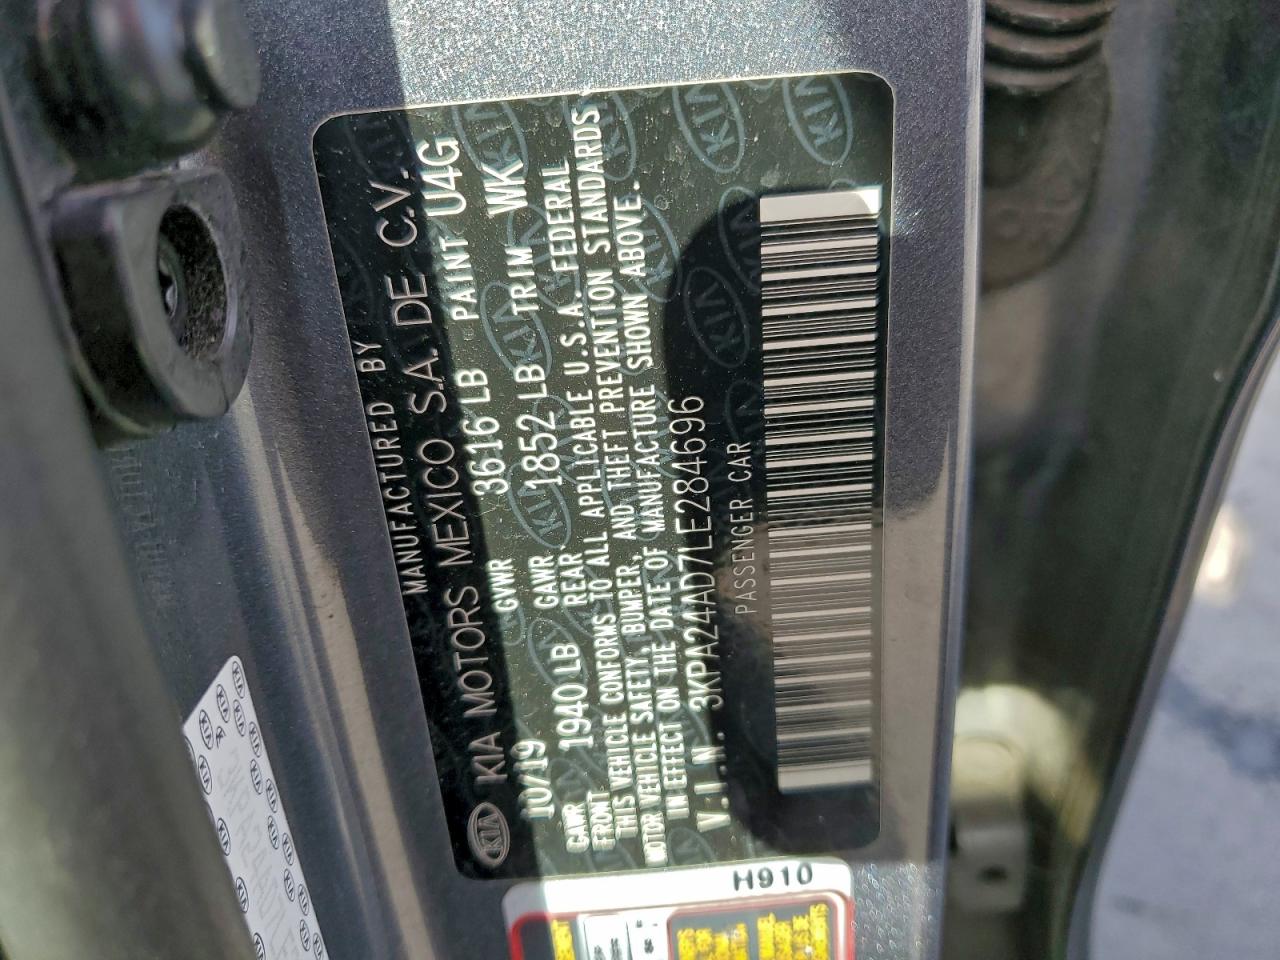 MANUFACTURED BY
KIA KIA MOTORS MEXICO S.A. DE C.V.
10/19 GVWR 3616 LB PAINT U4G
GAWR FRONT 1940 LB GAWR REAR 1852 LB TRIM WK
THIS VEHICLE CONFORMS TO ALL APPLICABLE U.S.A. FEDERAL
MOTOR VEHICLE SAFETY, BUMPER, AND THEFT PREVENTION STANDARDS
IN EFFECT ON THE DATE OF MANUFACTURE SHOWN ABOVE.
V.I.N. 3KPA24AD7LE284696
PASSENGER CAR
H910